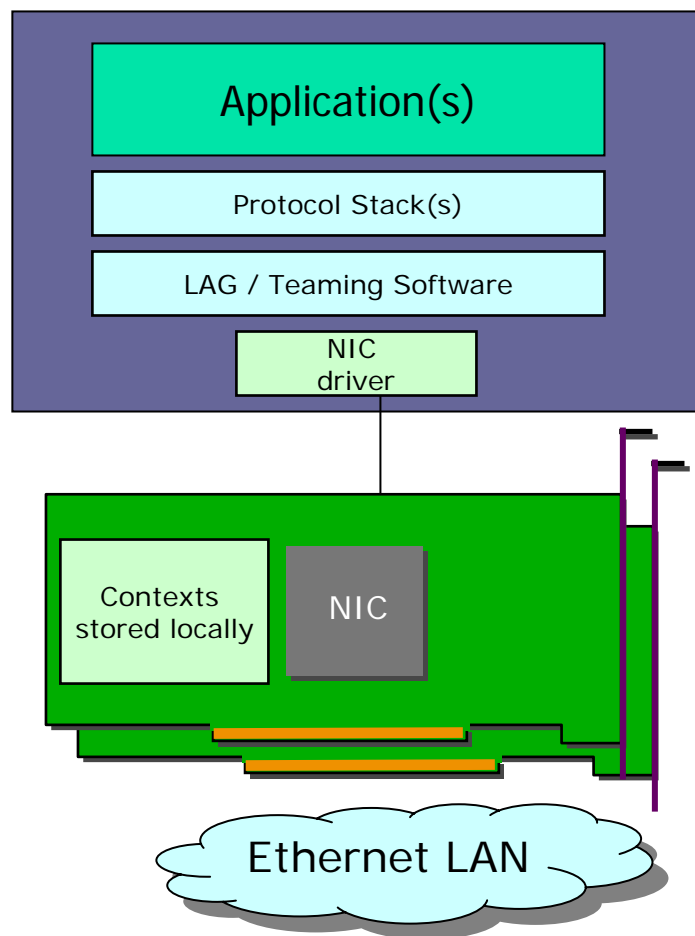 Application(s)
Protocol Stack(s)
LAG / Teaming Software
NIC
driver
Contexts
stored locally
NIC
Ethernet LAN